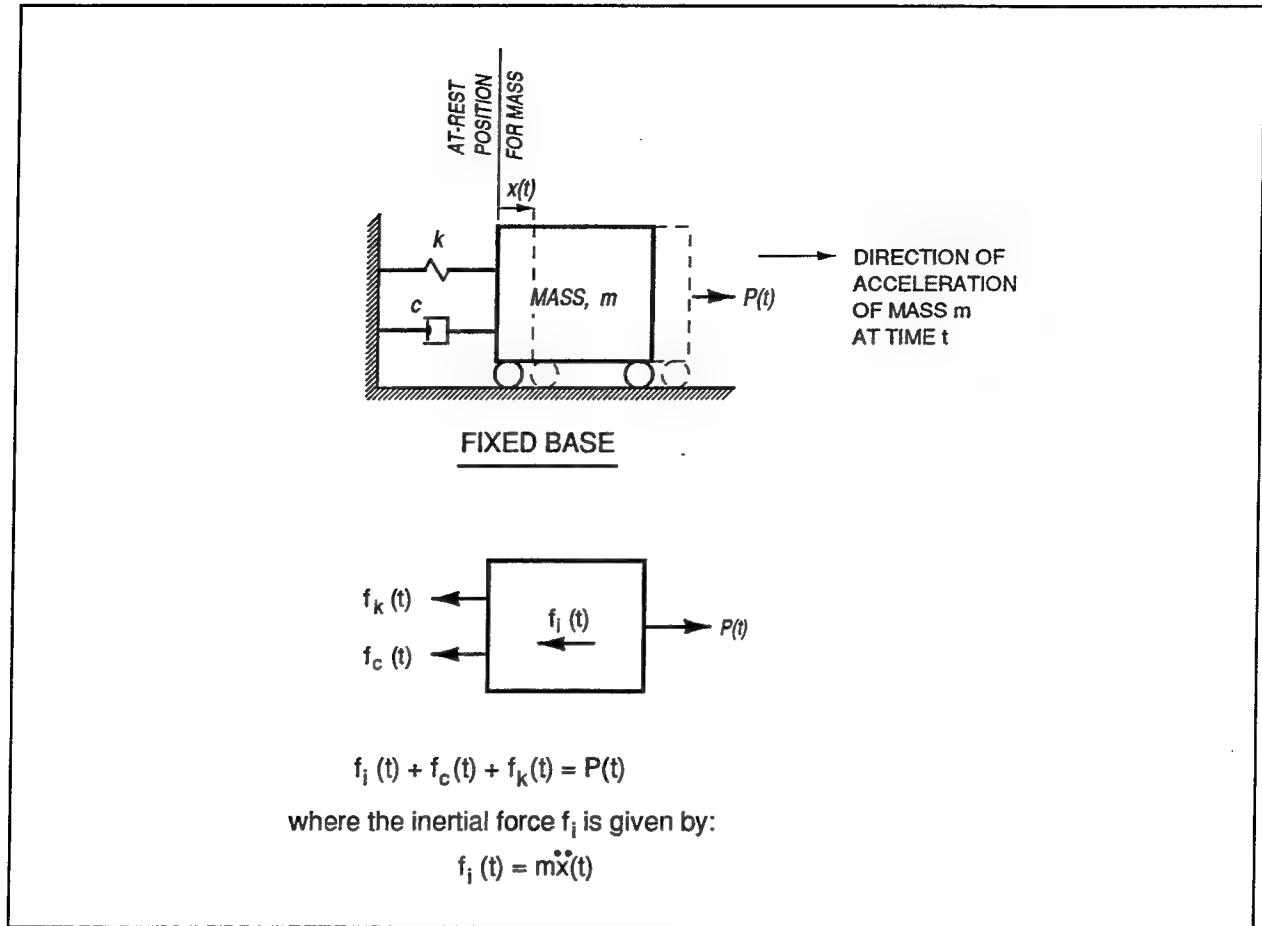 AT-REST
POSITION
FOR MASS
x(t)
k
c
MASS, m
P(t)
DIRECTION OF
ACCELERATION
OF MASS m
AT TIME t
FIXED BASE
f_k (t)
f_c (t)
f_i (t)
P(t)
f_i (t) + f_c (t) + f_k (t) = P(t)
where the inertial force f_i is given by:
f_i (t) = mẍ(t)